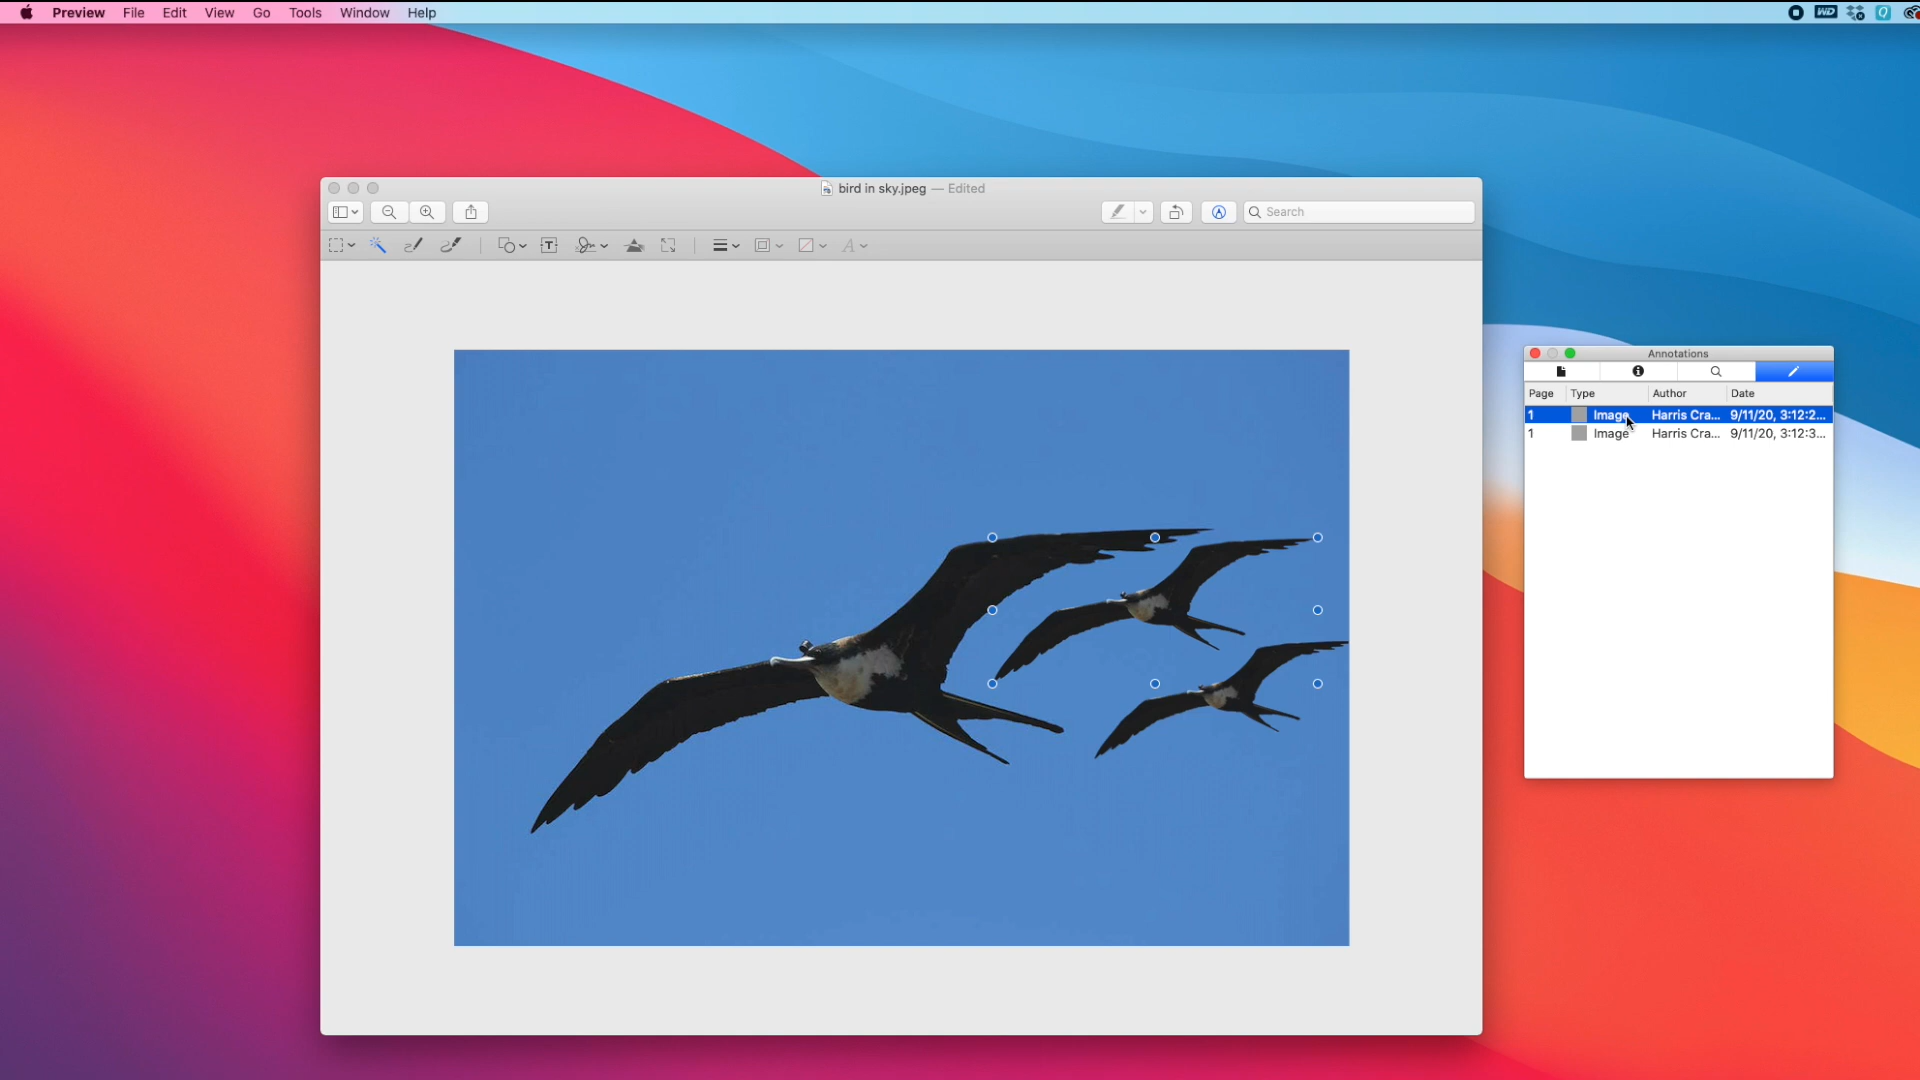 Preview File Edit View Go Tools Window Help
WD Q
bird in sky.jpeg — Edited
Search
T A
Annotations
Page Type Author Date
1 Image Harris Cra... 9/11/20, 3:12:2...
1 Image Harris Cra... 9/11/20, 3:12:3...